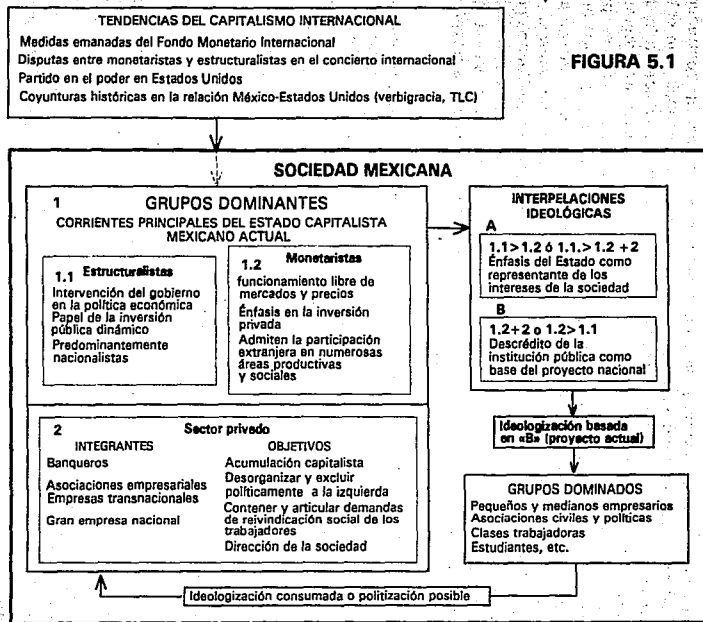 TENDENCIAS DEL CAPITALISMO INTERNACIONAL
Medidas emanadas del Fondo Monetario Internacional
Disputas entre monetaristas y estructuralistas en el concierto internacional
Partido en el poder en Estados Unidos
Coyunturas históricas en la relación México-Estados Unidos (verbigracia, TLC)
FIGURA 5.1
SOCIEDAD MEXICANA
1 GRUPOS DOMINANTES
CORRIENTES PRINCIPALES DEL ESTADO CAPITALISTA
MEXICANO ACTUAL
1.1 Estructuralistas
Intervención del gobierno
en la política económica
Papel de la inversión
pública dinámico
Predominantemente
nacionalistas
1.2 Monetaristas
funcionamiento libre de
mercados y precios
Énfasis en la inversión
privada
Admiten la participación
extranjera en numerosas
áreas productivas
y sociales
2 Sector privado
INTEGRANTES
Banqueros
Asociaciones empresariales
Empresas transnacionales
Gran empresa nacional
OBJETIVOS
Acumulación capitalista
Desorganizar y excluir
políticamente a la izquierda
Contener y articular demandas
de reivindicación social de los
trabajadores
Dirección de la sociedad
INTERPELACIONES
IDEOLÓGICAS
A
1.1 > 1.2 ó 1.1. > 1.2 + 2
Énfasis del Estado como
representante de los
intereses de la sociedad
B
1.2 + 2 o 1.2 > 1.1
Descrédito de la
institución pública como
base del proyecto nacional
Ideologización basada
en «B» (proyecto actual)
GRUPOS DOMINADOS
Pequeños y medianos empresarios
Asociaciones civiles y políticas
Clases trabajadoras
Estudiantes, etc.
Ideologización consumada o politización posible